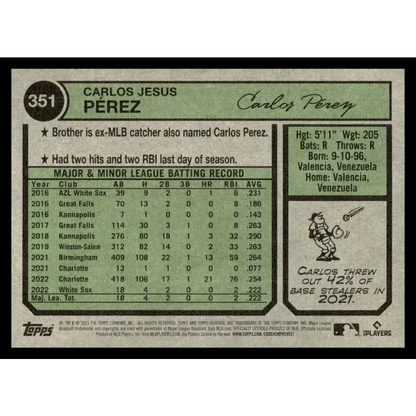 351
CARLOS JESUS
PÉREZ
Carlos Perez
★ Brother is ex-MLB catcher also named Carlos Perez.
★ Had two hits and two RBI last day of season.
Hgt: 5'11" Wgt: 205
Bats: R Throws: R
Born: 9-10-96,
Valencia, Venezuela
Home: Valencia,
Venezuela
MAJOR & MINOR LEAGUE BATTING RECORD
Year Club AB H 2B 3B HR RBI AVG
2016 AZL White Sox 39 9 2 0 1 6 .231
2016 Great Falls 70 13 5 0 0 8 .186
2016 Kannapolis 7 1 0 0 0 0 .143
2017 Great Falls 114 30 3 1 0 8 .263
2018 Kannapolis 276 80 18 1 3 32 .290
2019 Winston-Salem 312 82 14 0 2 33 .263
2021 Birmingham 409 108 22 1 13 59 .264
2021 Charlotte 13 1 0 0 0 0 .077
2022 Charlotte 418 106 17 1 21 76 .254
2022 White Sox 18 4 2 0 0 2 .222
Maj. Lea. Tot. 18 4 2 0 0 2 .222
CARLOS THREW
OUT 42% OF
BASE STEALERS IN
2021.
Topps
MLB
PLAYERS